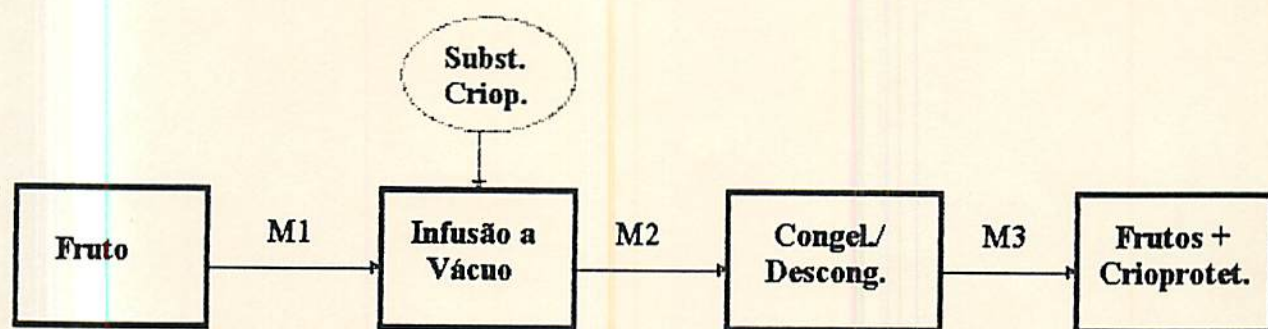 Subst.
Criop.
Fruto
M1
Infusão a
Vácuo
M2
Congel./
Descong.
M3
Frutos +
Crioprotet.